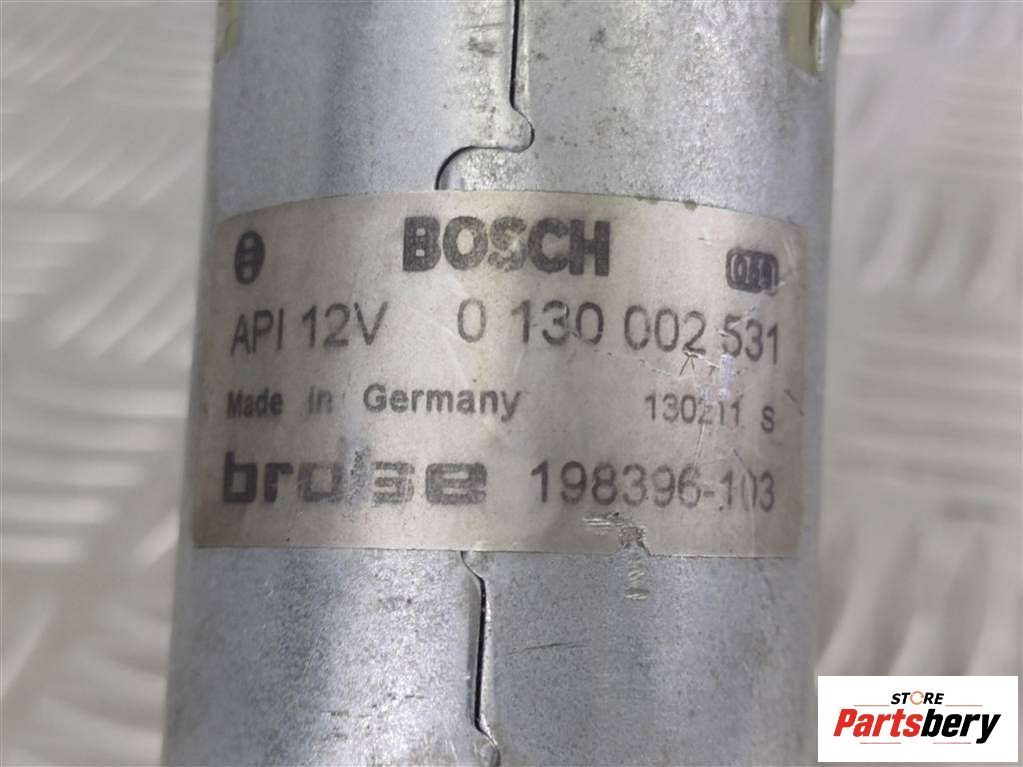 BOSCH
API 12V 0 130 002 531
Made in Germany 130211 s
brose 198396-103
STORE
Partsbery